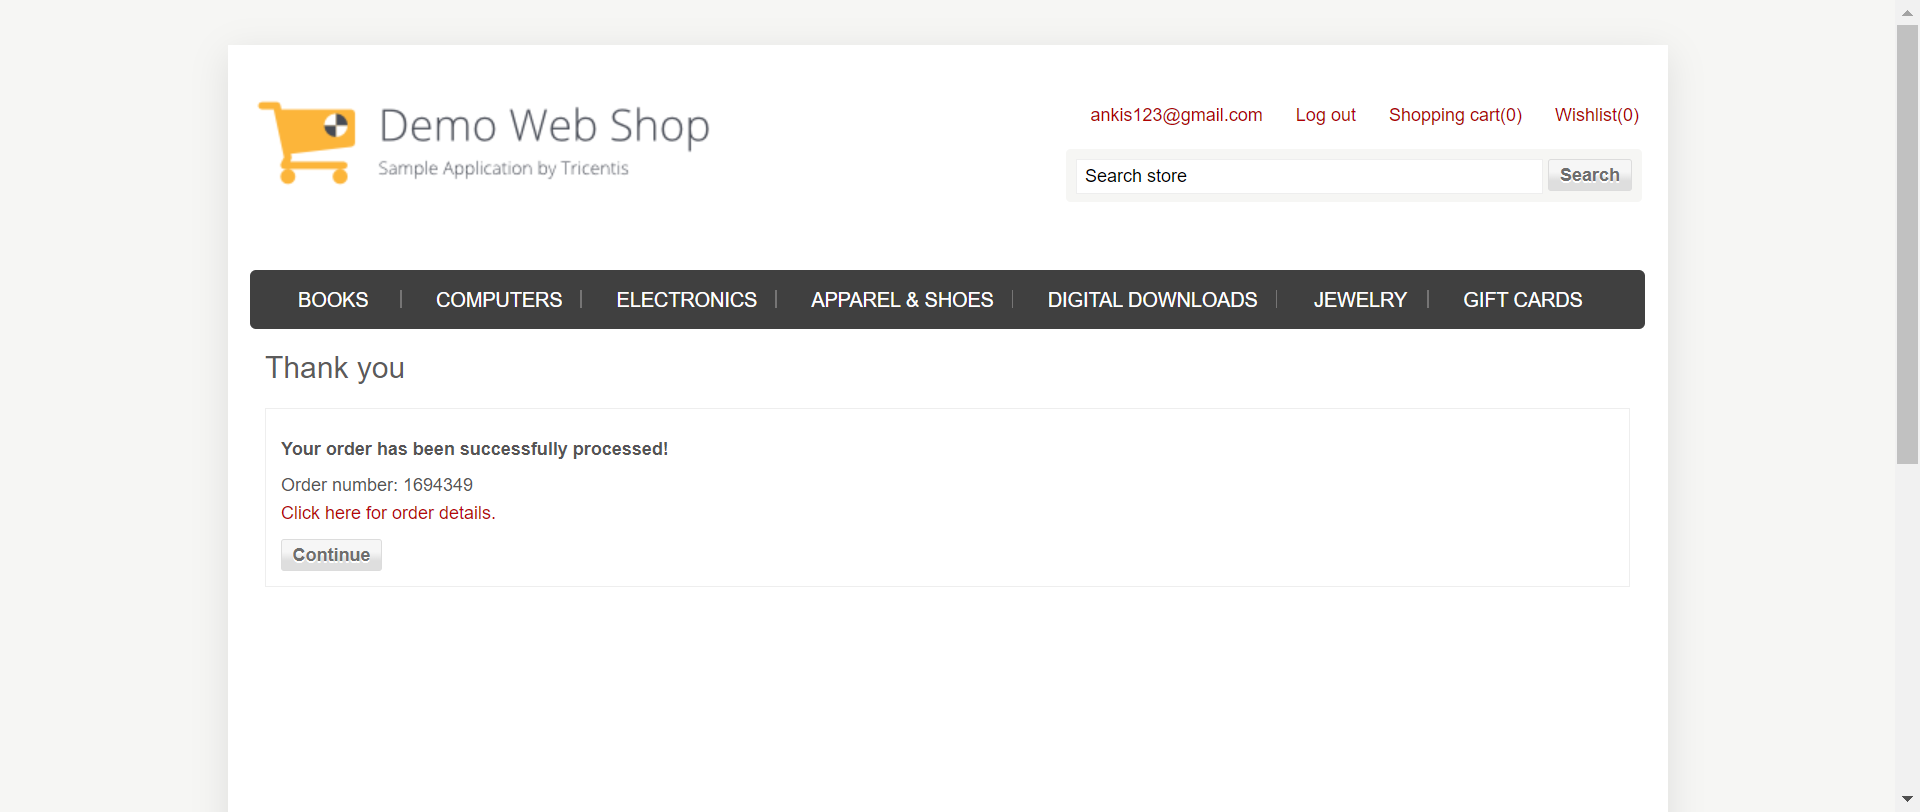 Demo Web Shop
Sample Application by Tricentis
ankis123@gmail.com Log out Shopping cart(0) Wishlist(0)
Search store Search
BOOKS COMPUTERS ELECTRONICS APPAREL & SHOES DIGITAL DOWNLOADS JEWELRY GIFT CARDS
Thank you
Your order has been successfully processed!
Order number: 1694349
Click here for order details.
Continue